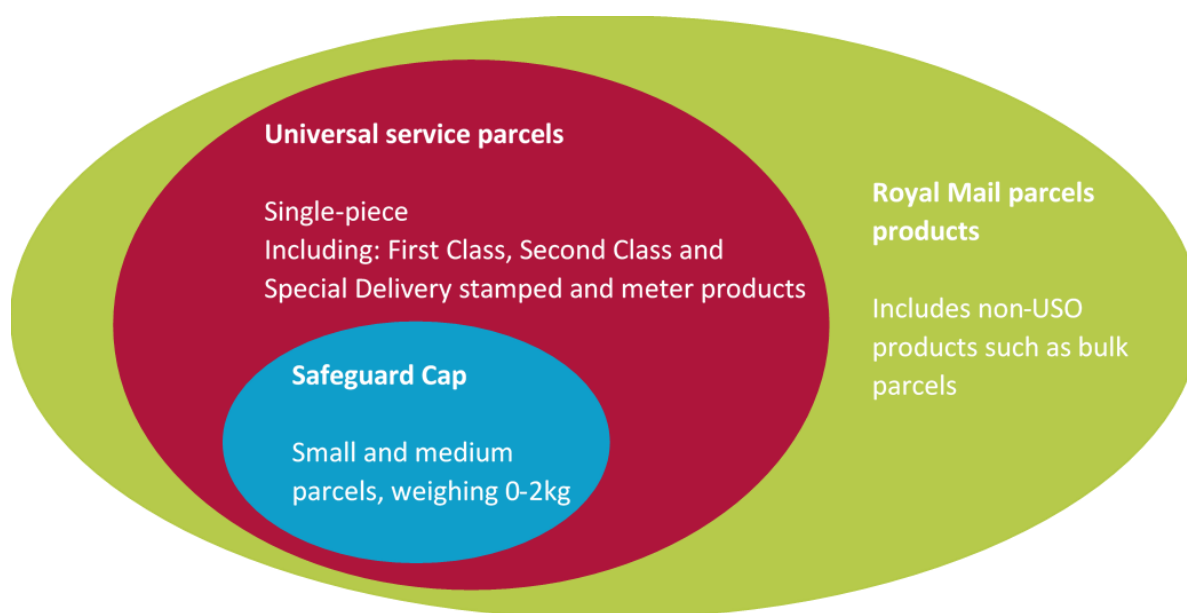 Universal service parcels
Single-piece
Including: First Class, Second Class and
Special Delivery stamped and meter products
Safeguard Cap
Small and medium
parcels, weighing 0-2kg
Royal Mail parcels
products
Includes non-USO
products such as bulk
parcels